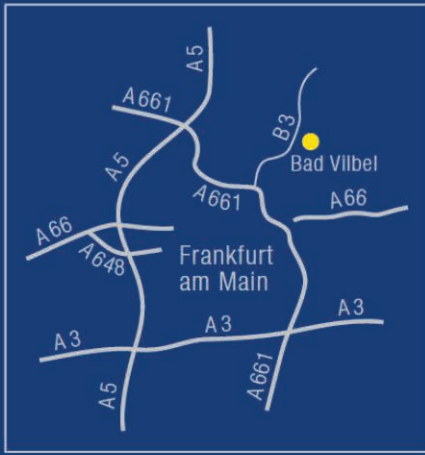 A5
A661
B3
A5
Bad Vilbel
A661
A66
A66
A648
Frankfurt
am Main
A3
A3
A3
A661
A5